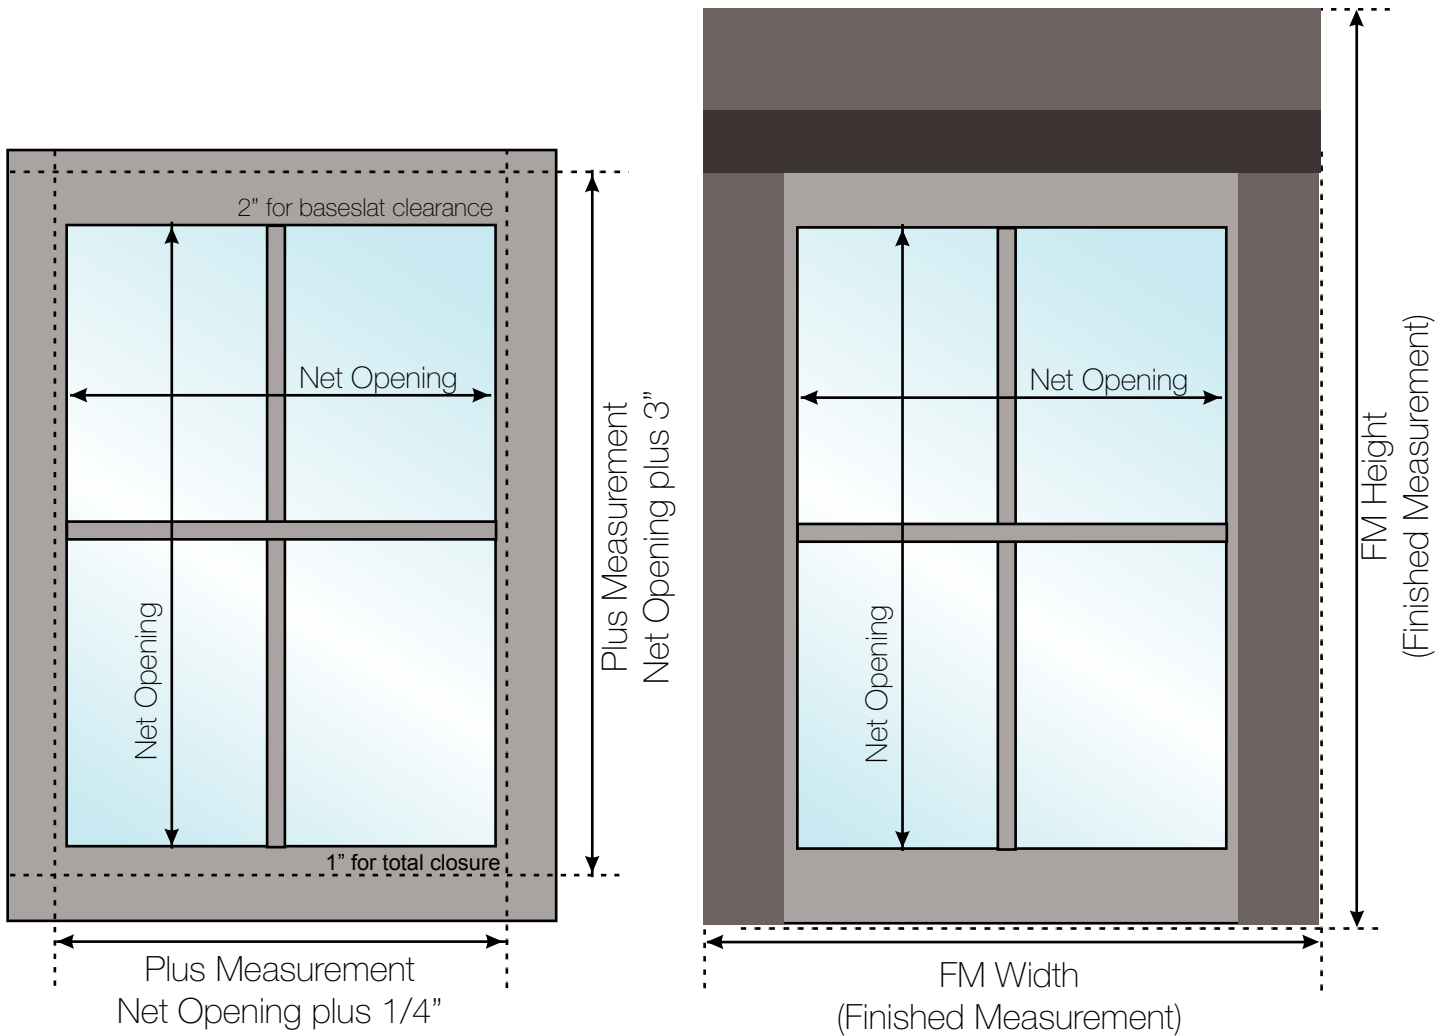 2” for baseslat clearance
Net Opening
Net Opening
1” for total closure
Plus Measurement
Net Opening plus 3”
Plus Measurement
Net Opening plus 1/4”
Net Opening
Net Opening
FM Height
(Finished Measurement)
FM Width
(Finished Measurement)